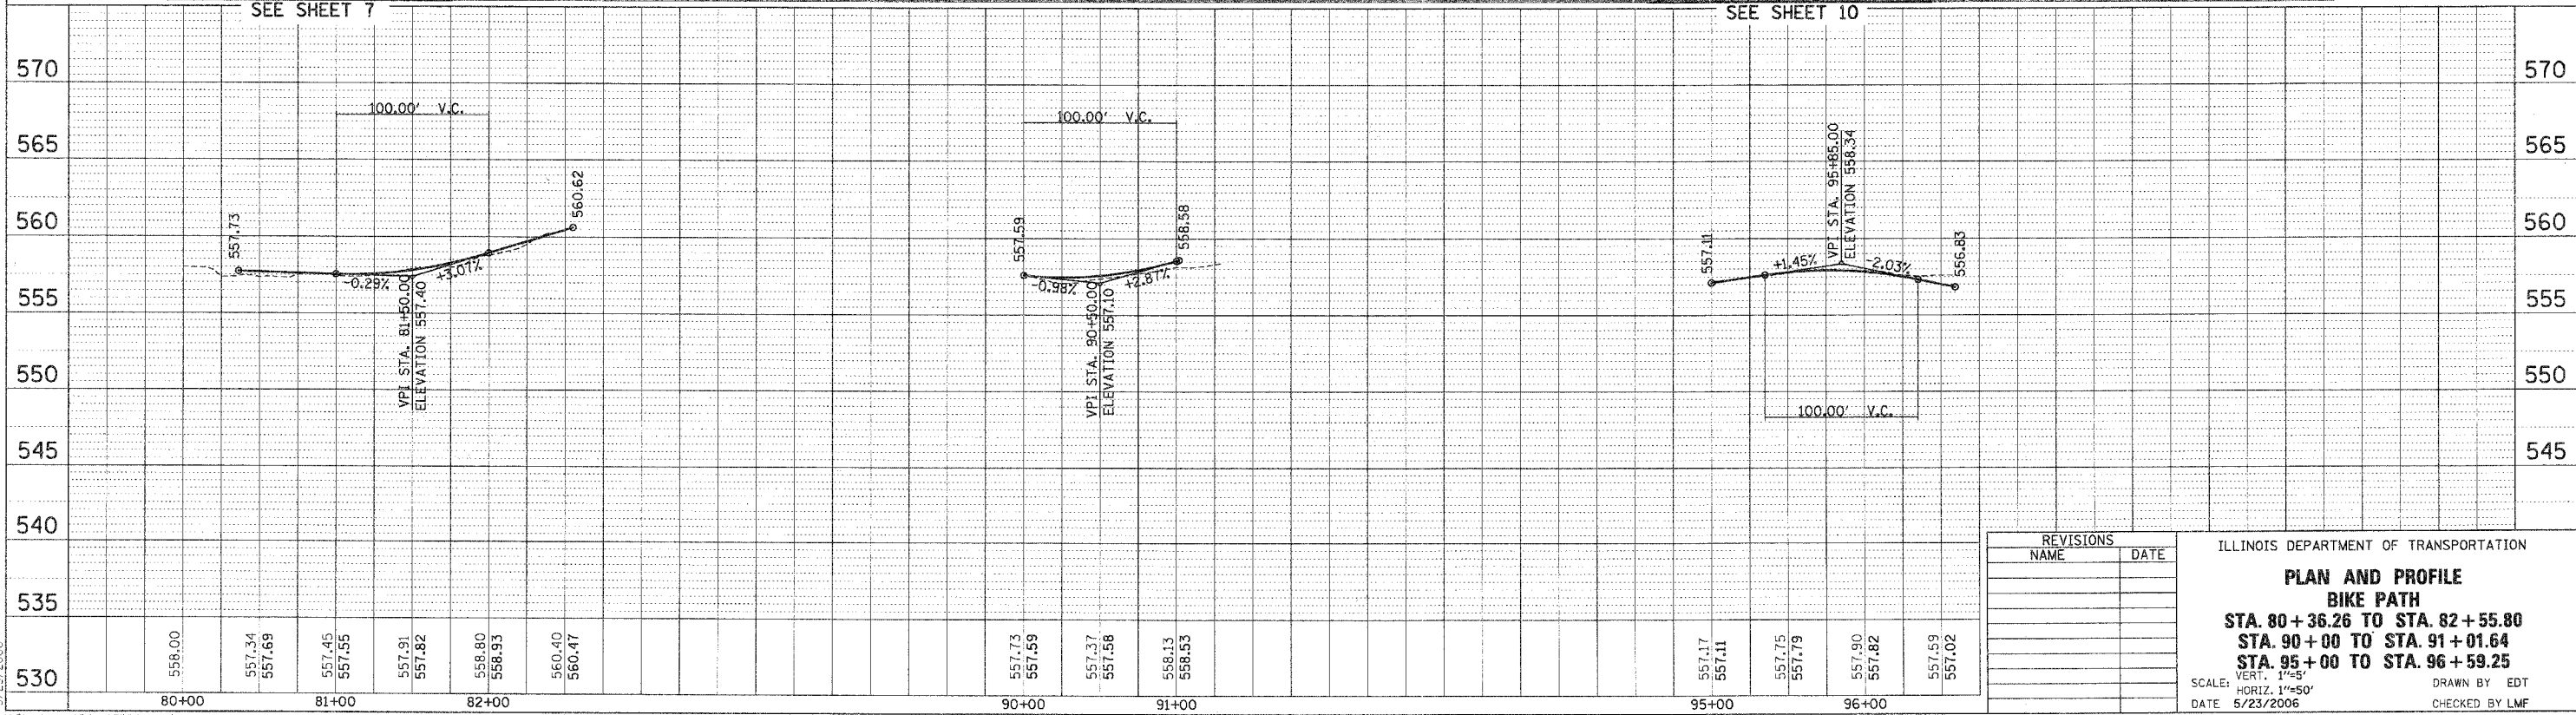 SEE SHEET 7
SEE SHEET 10
570
570
565
565
560
560
555
555
550
550
545
545
540
535
530
100.00' V.C.
557.73
-0.29%
+3.07%
VPI STA. 81+50.00
ELEVATION 557.40
560.62
100.00' V.C.
557.59
-0.98%
+2.87%
VPI STA. 90+50.00
ELEVATION 557.10
558.58
557.11
+1.45%
VPI STA. 95+85.00
ELEVATION 558.34
-2.03%
556.83
100.00' V.C.
558.00
557.34
557.69
557.45
557.55
557.91
557.82
558.80
558.93
560.40
560.47
557.73
557.59
557.37
557.58
558.13
558.53
557.17
557.11
557.75
557.79
557.90
557.82
557.59
557.02
80+00
81+00
82+00
90+00
91+00
95+00
96+00
REVISIONS
NAME DATE
ILLINOIS DEPARTMENT OF TRANSPORTATION
PLAN AND PROFILE
BIKE PATH
STA. 80+36.26 TO STA. 82+55.80
STA. 90+00 TO STA. 91+01.64
STA. 95+00 TO STA. 96+59.25
SCALE: VERT. 1"=5'
HORIZ. 1"=50'
DRAWN BY EDT
DATE 5/23/2006
CHECKED BY LMF